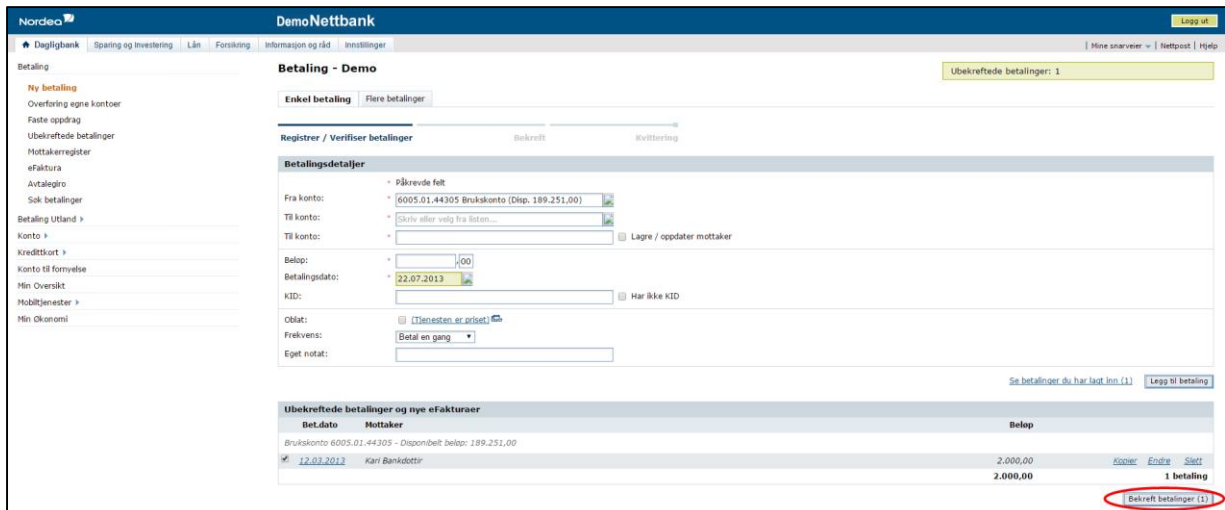 Nordea DemoNettbank Logg ut
Dagligbank Sparing og Investering Lån Forsikring Informasjon og råd Innstillinger | Mine snarveier | Nettpost | Hjelp
Betaling
Ny betaling
Overføring egne kontoer
Faste oppdrag
Ubekreftede betalinger
Mottakerregister
eFaktura
Avtalegiro
Søk betalinger
Betaling Utland
Konto
Kredittkort
Konto til fornyelse
Min Oversikt
Mobiltjenester
Min Økonomi
Betaling - Demo
Ubekreftede betalinger: 1
Enkel betaling Flere betalinger
Registrer / Verifiser betalinger Bekreft Kvittering
Betalingsdetaljer
* Påkrevde felt
Fra konto: * 6005.01.44305 Brukskonto (Disp. 189.251,00)
Til konto: * Skriv eller velg fra listen...
Til konto: * Lagre / oppdater mottaker
Beløp: * ,00
Betalingsdato: * 22.07.2013
KID: Har ikke KID
Oblat: (Tjenesten er priset)
Frekvens: Betal en gang
Eget notat:
Se betalinger du har lagt inn (1) Legg til betaling
Ubekreftede betalinger og nye eFakturaer
Bet.dato Mottaker Beløp
Brukskonto 6005.01.44305 - Disponibelt beløp: 189.251,00
12.03.2013 Kari Bankdottir 2.000,00 Kopier Endre Slett
2.000,00 1 betaling
Bekreft betalinger (1)